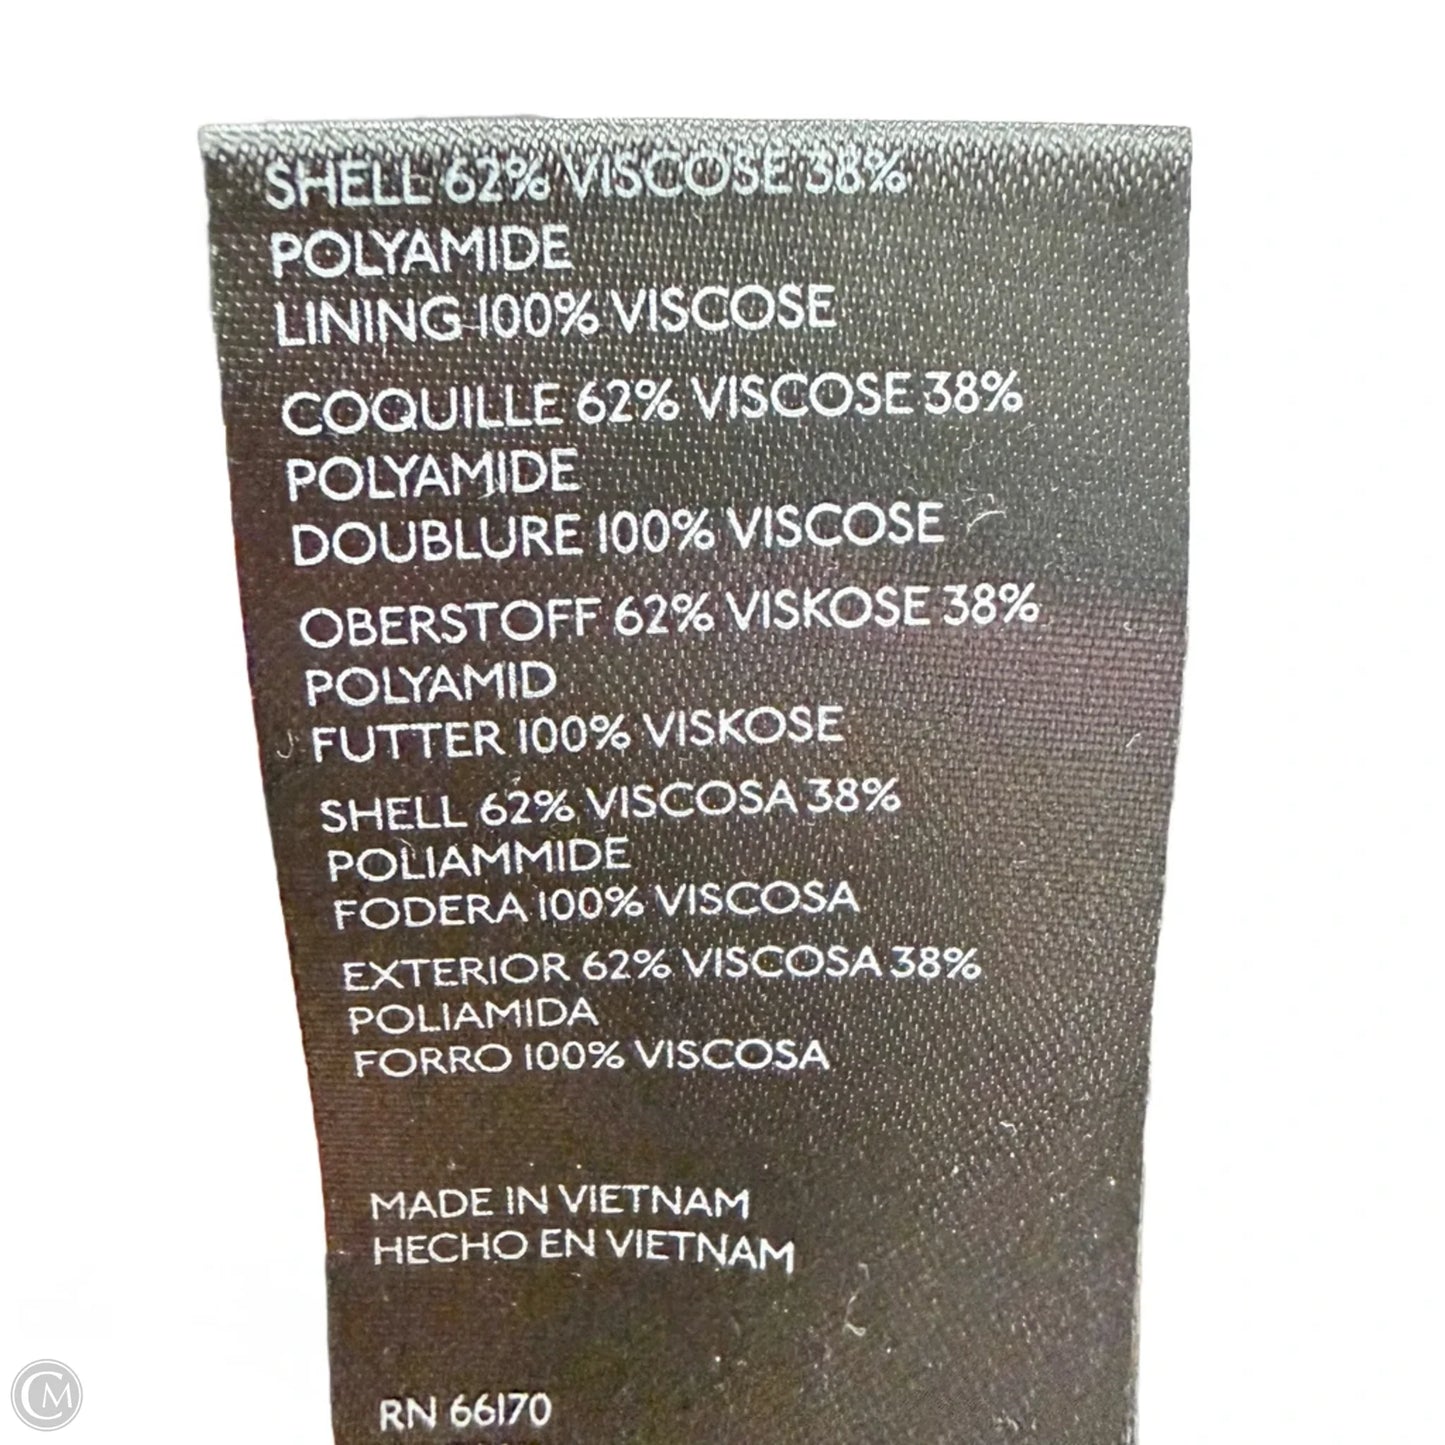 SHELL 62% VISCOSE 38%
POLYAMIDE
LINING 100% VISCOSE
COQUILLE 62% VISCOSE 38%
POLYAMIDE
DOUBLURE 100% VISCOSE
OBERSTOFF 62% VISKOSE 38%
POLYAMID
FUTTER 100% VISKOSE
SHELL 62% VISCOSA 38%
POLIAMMIDE
FODERA 100% VISCOSA
EXTERIOR 62% VISCOSA 38%
POLIAMIDA
FORRO 100% VISCOSA
MADE IN VIETNAM
HECHO EN VIETNAM
RN 66170
CM